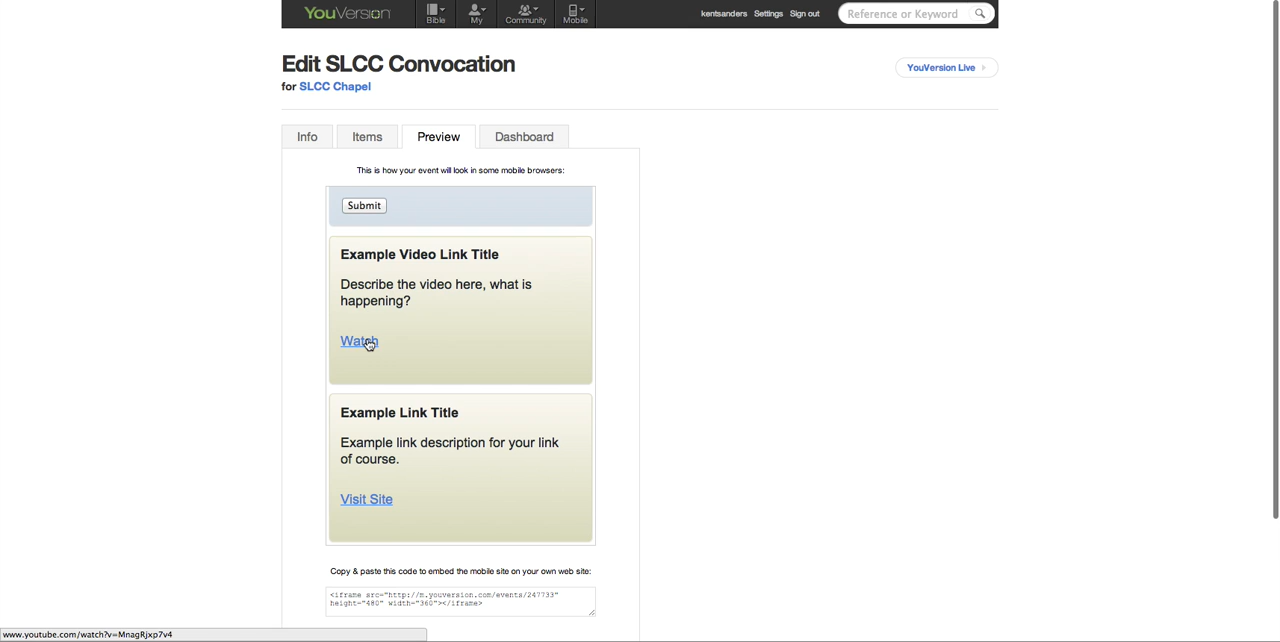 YouVersion
Bible My Community Mobile
kentsanders Settings Sign out
Reference or Keyword
Edit SLCC Convocation
for SLCC Chapel
YouVersion Live
Info Items Preview Dashboard
This is how your event will look in some mobile browsers:
Submit
Example Video Link Title
Describe the video here, what is
happening?
Watch
Example Link Title
Example link description for your link
of course.
Visit Site
Copy & paste this code to embed the mobile site on your own web site:
<iframe src="http://m.youversion.com/events/247733"
height="480" width="360"></iframe>
www.youtube.com/watch?v=MnagRjxp7v4